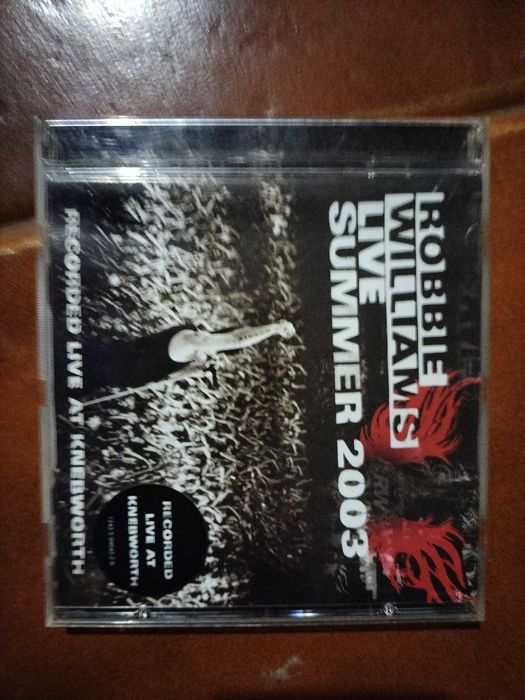 ROBBIE
WILLIAMS
LIVE
SUMMER 2003
RECORDED
LIVE AT
KNEBWORTH
RECORDED LIVE AT KNEBWORTH